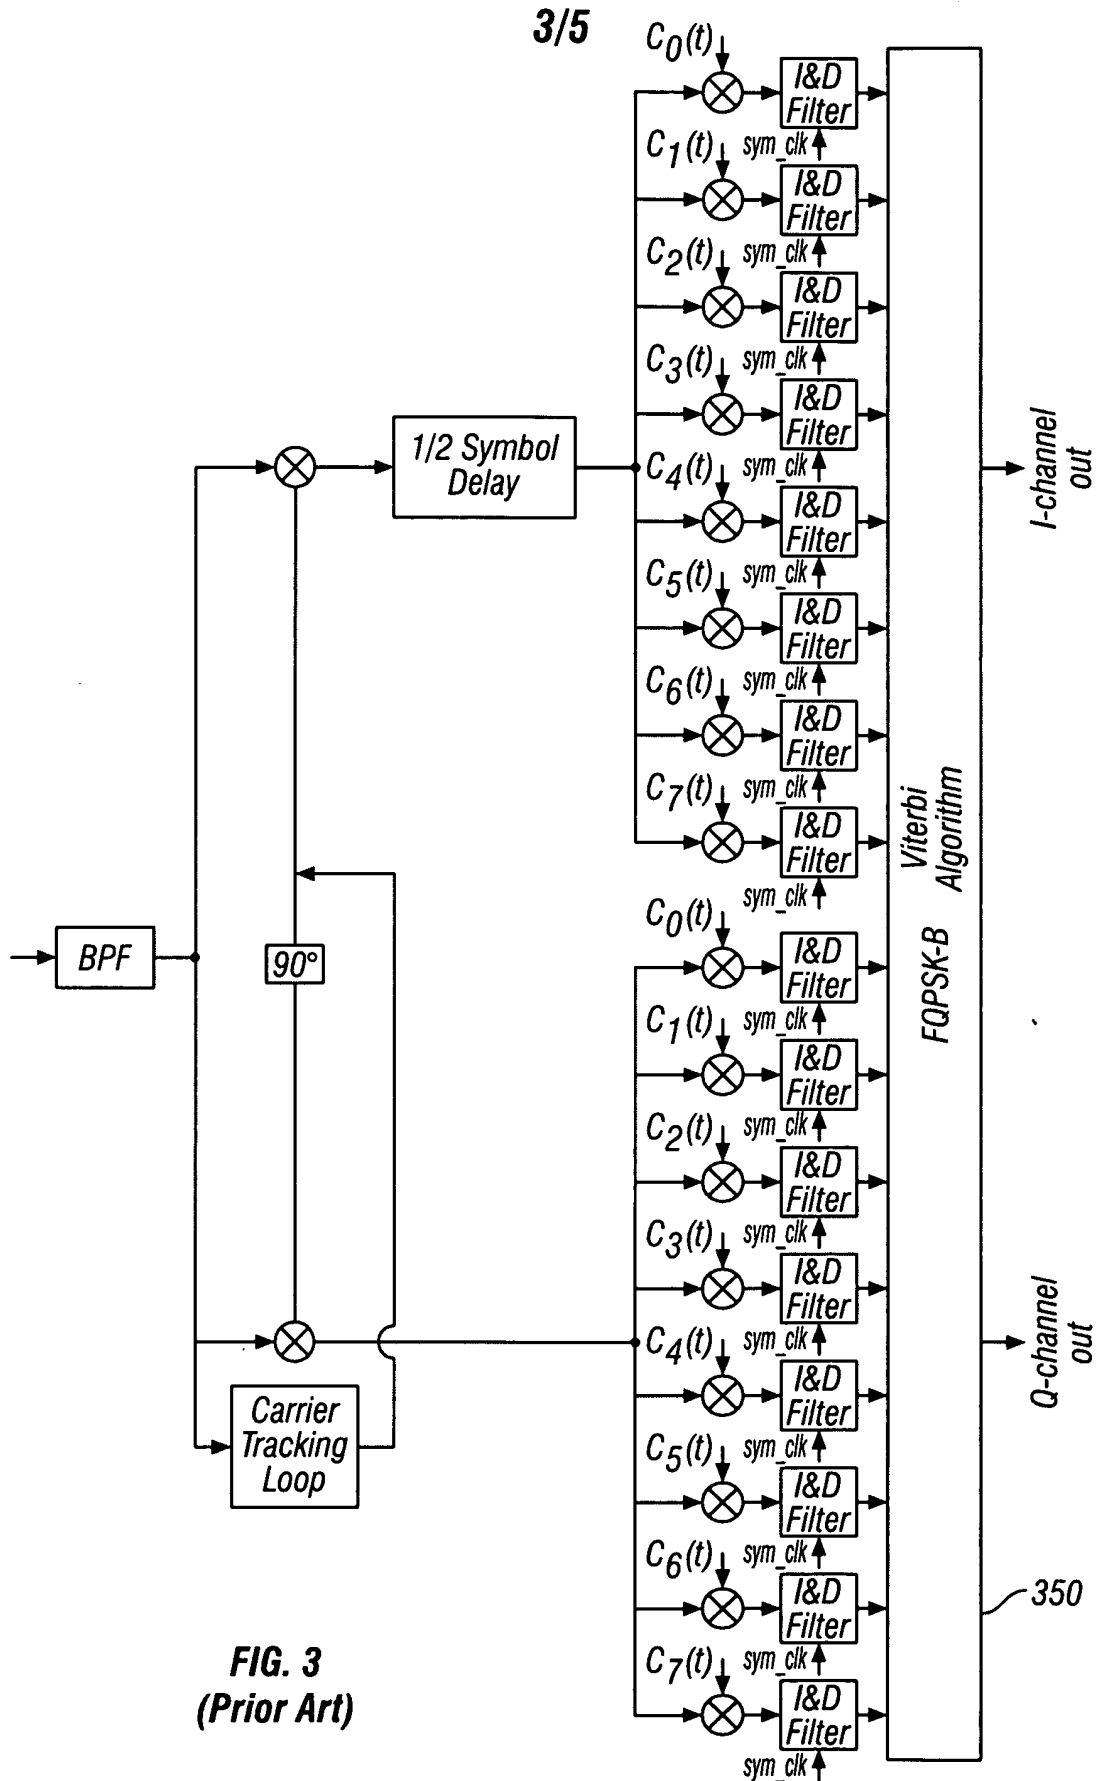 3/5
C0(t)
I&D
Filter
sym_clk
C1(t)
I&D
Filter
sym_clk
C2(t)
I&D
Filter
sym_clk
C3(t)
I&D
Filter
sym_clk
1/2 Symbol
Delay
C4(t)
I&D
Filter
sym_clk
C5(t)
I&D
Filter
sym_clk
C6(t)
I&D
Filter
sym_clk
C7(t)
I&D
Filter
sym_clk
I-channel
out
Viterbi
Algorithm
FQPSK-B
BPF
90°
C0(t)
I&D
Filter
sym_clk
C1(t)
I&D
Filter
sym_clk
C2(t)
I&D
Filter
sym_clk
C3(t)
I&D
Filter
sym_clk
C4(t)
I&D
Filter
sym_clk
C5(t)
I&D
Filter
sym_clk
C6(t)
I&D
Filter
sym_clk
C7(t)
I&D
Filter
sym_clk
Q-channel
out
Carrier
Tracking
Loop
350
FIG. 3
(Prior Art)